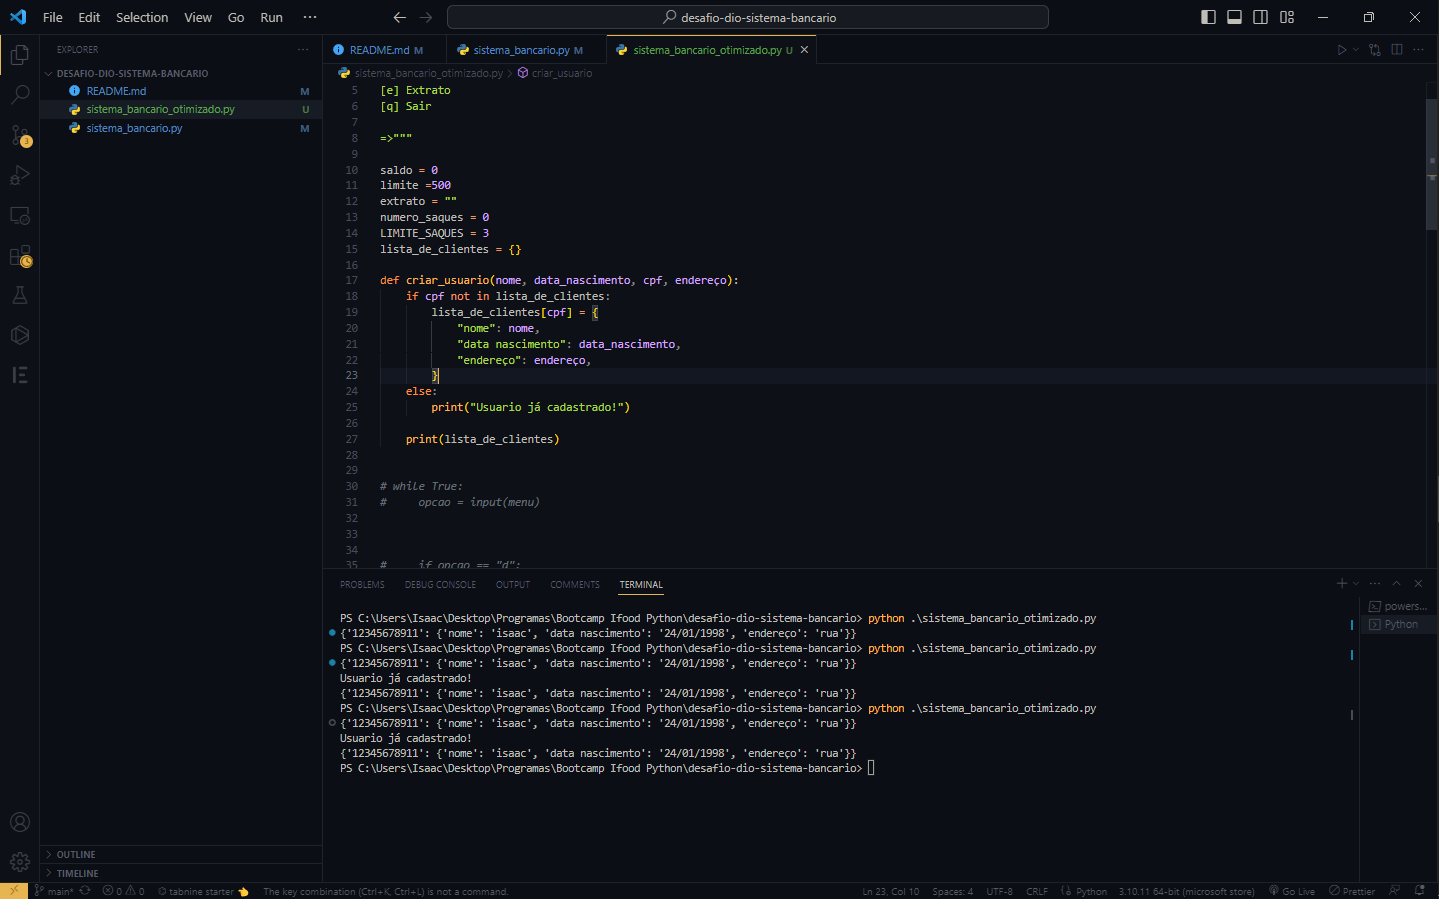 File Edit Selection View Go Run ···
desafio-dio-sistema-bancario
EXPLORER
DESAFIO-DIO-SISTEMA-BANCARIO
README.md M
sistema_bancario_otimizado.py U
sistema_bancario.py M
OUTLINE
TIMELINE
README.md M
sistema_bancario.py M
sistema_bancario_otimizado.py U
sistema_bancario_otimizado.py > criar_usuario
5 [e] Extrato
6 [q] Sair
7
8 =>"""
9
10 saldo = 0
11 limite =500
12 extrato = ""
13 numero_saques = 0
14 LIMITE_SAQUES = 3
15 lista_de_clientes = {}
16
17 def criar_usuario(nome, data_nascimento, cpf, endereço):
18 if cpf not in lista_de_clientes:
19 lista_de_clientes[cpf] = {
20 "nome": nome,
21 "data nascimento": data_nascimento,
22 "endereço": endereço,
23 }
24 else:
25 print("Usuario já cadastrado!")
26
27 print(lista_de_clientes)
28
29
30 # while True:
31 # opcao = input(menu)
32
33
34
35 # if opcao == "d":
PROBLEMS DEBUG CONSOLE OUTPUT COMMENTS TERMINAL
PS C:\Users\Isaac\Desktop\Programas\Bootcamp Ifood Python\desafio-dio-sistema-bancario> python .\sistema_bancario_otimizado.py
{'12345678911': {'nome': 'isaac', 'data nascimento': '24/01/1998', 'endereço': 'rua'}}
PS C:\Users\Isaac\Desktop\Programas\Bootcamp Ifood Python\desafio-dio-sistema-bancario> python .\sistema_bancario_otimizado.py
{'12345678911': {'nome': 'isaac', 'data nascimento': '24/01/1998', 'endereço': 'rua'}}
Usuario já cadastrado!
{'12345678911': {'nome': 'isaac', 'data nascimento': '24/01/1998', 'endereço': 'rua'}}
PS C:\Users\Isaac\Desktop\Programas\Bootcamp Ifood Python\desafio-dio-sistema-bancario> python .\sistema_bancario_otimizado.py
{'12345678911': {'nome': 'isaac', 'data nascimento': '24/01/1998', 'endereço': 'rua'}}
Usuario já cadastrado!
{'12345678911': {'nome': 'isaac', 'data nascimento': '24/01/1998', 'endereço': 'rua'}}
PS C:\Users\Isaac\Desktop\Programas\Bootcamp Ifood Python\desafio-dio-sistema-bancario>
powers...
Python
main* 0 0 tabnine starter The key combination (Ctrl+K, Ctrl+L) is not a command. Ln 23, Col 10 Spaces: 4 UTF-8 CRLF Python 3.10.11 64-bit (microsoft store) Go Live Prettier